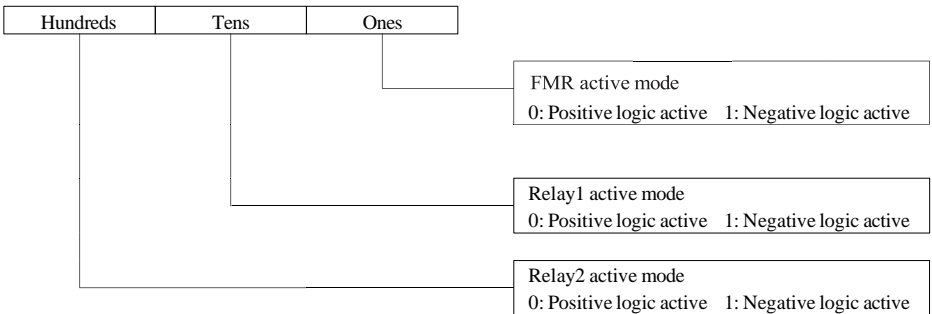 Hundreds Tens Ones
FMR active mode
0: Positive logic active 1: Negative logic active
Relay1 active mode
0: Positive logic active 1: Negative logic active
Relay2 active mode
0: Positive logic active 1: Negative logic active